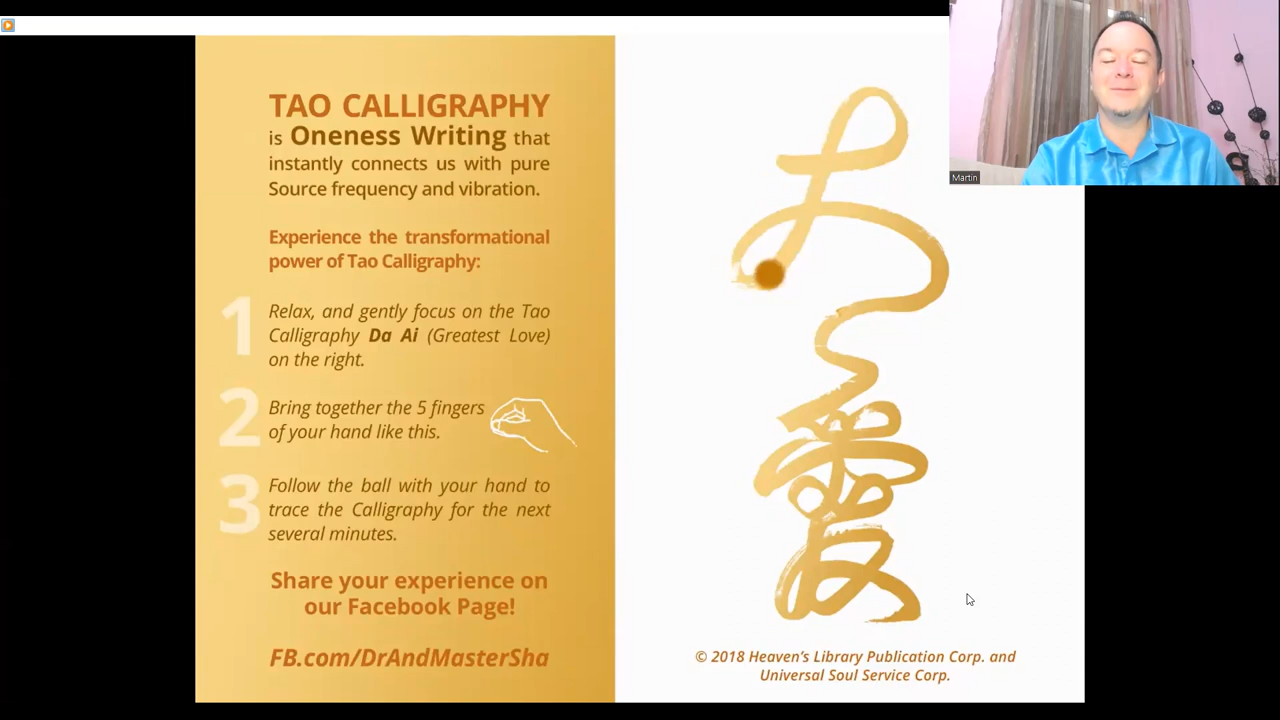 TAO CALLIGRAPHY
is Oneness Writing that
instantly connects us with pure
Source frequency and vibration.
Experience the transformational
power of Tao Calligraphy:
1
Relax, and gently focus on the Tao
Calligraphy Da Ai (Greatest Love)
on the right.
2
Bring together the 5 fingers
of your hand like this.
3
Follow the ball with your hand to
trace the Calligraphy for the next
several minutes.
Share your experience on
our Facebook Page!
FB.com/DrAndMasterSha
大
愛
© 2018 Heaven's Library Publication Corp. and
Universal Soul Service Corp.
Martin